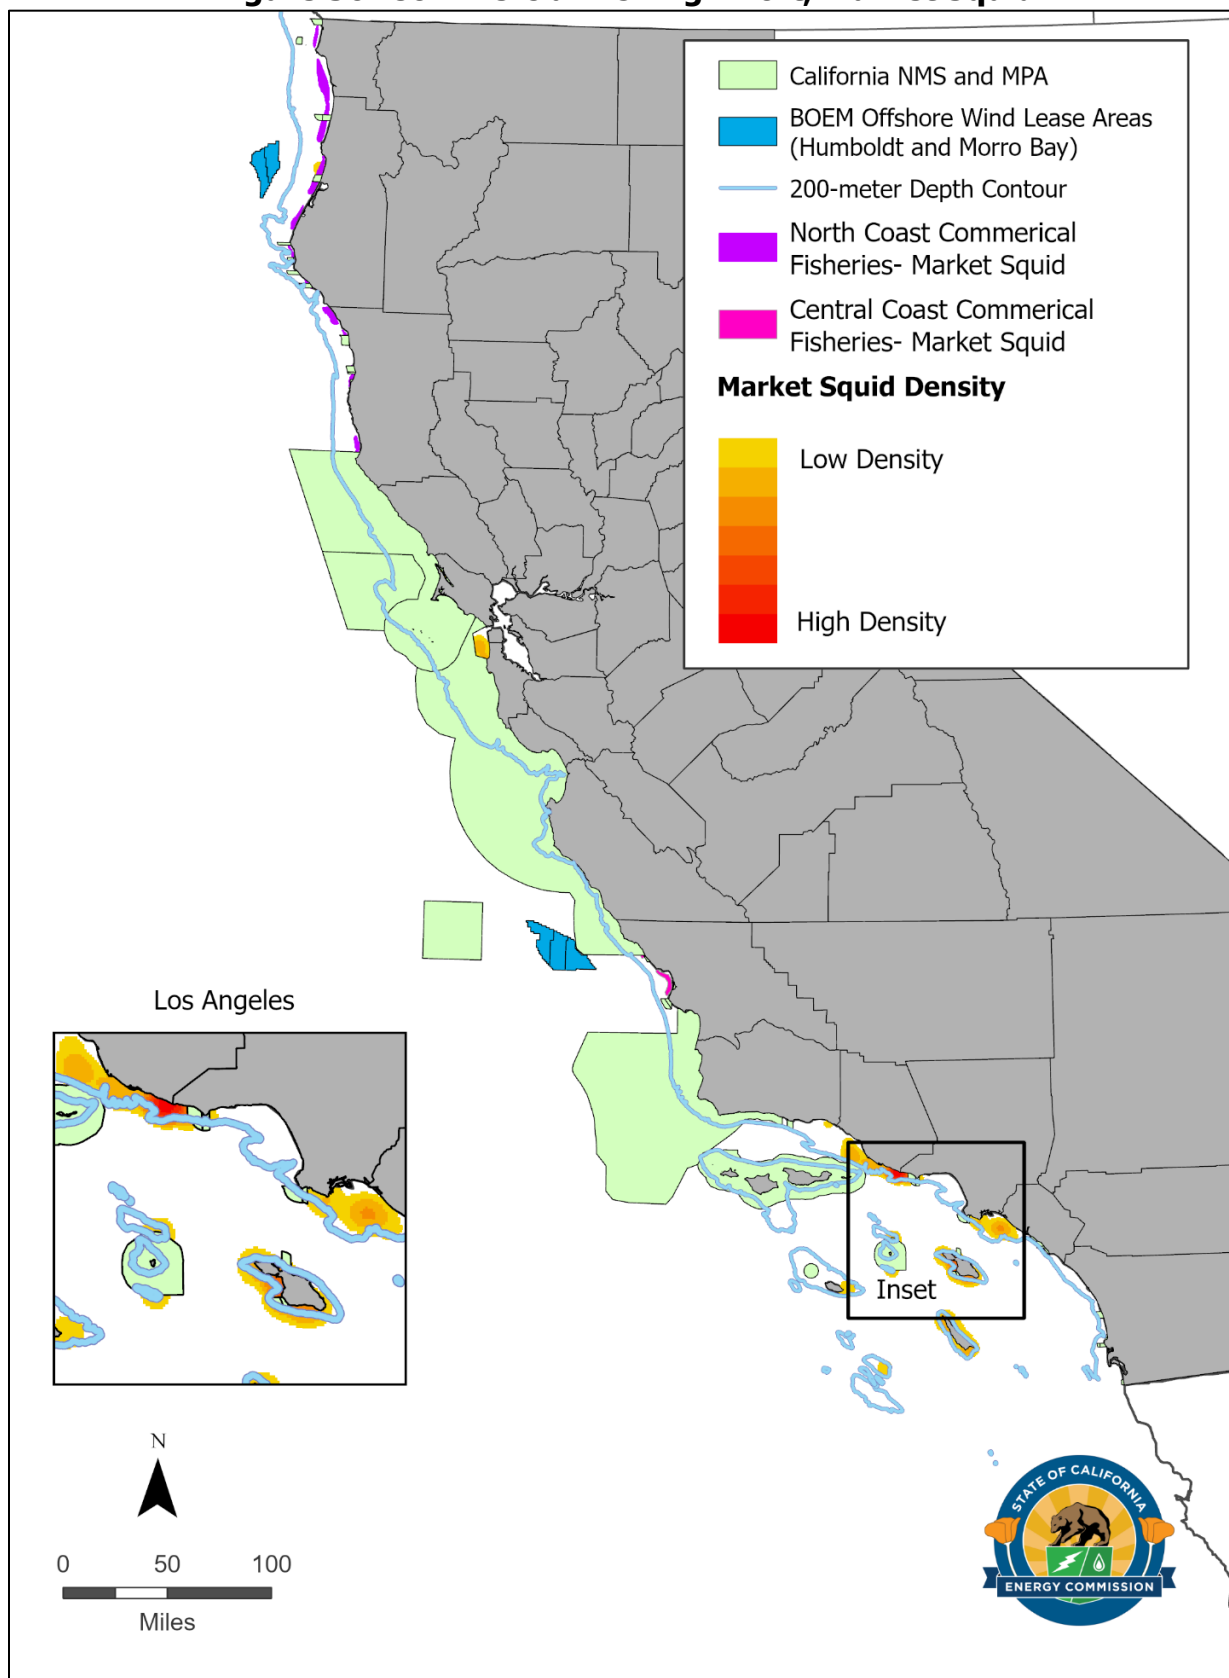 California NMS and MPA
BOEM Offshore Wind Lease Areas
(Humboldt and Morro Bay)
200-meter Depth Contour
North Coast Commerical
Fisheries- Market Squid
Central Coast Commerical
Fisheries- Market Squid
Market Squid Density
Low Density
High Density
Los Angeles
Inset
N
0 50 100
Miles
STATE OF CALIFORNIA
ENERGY COMMISSION